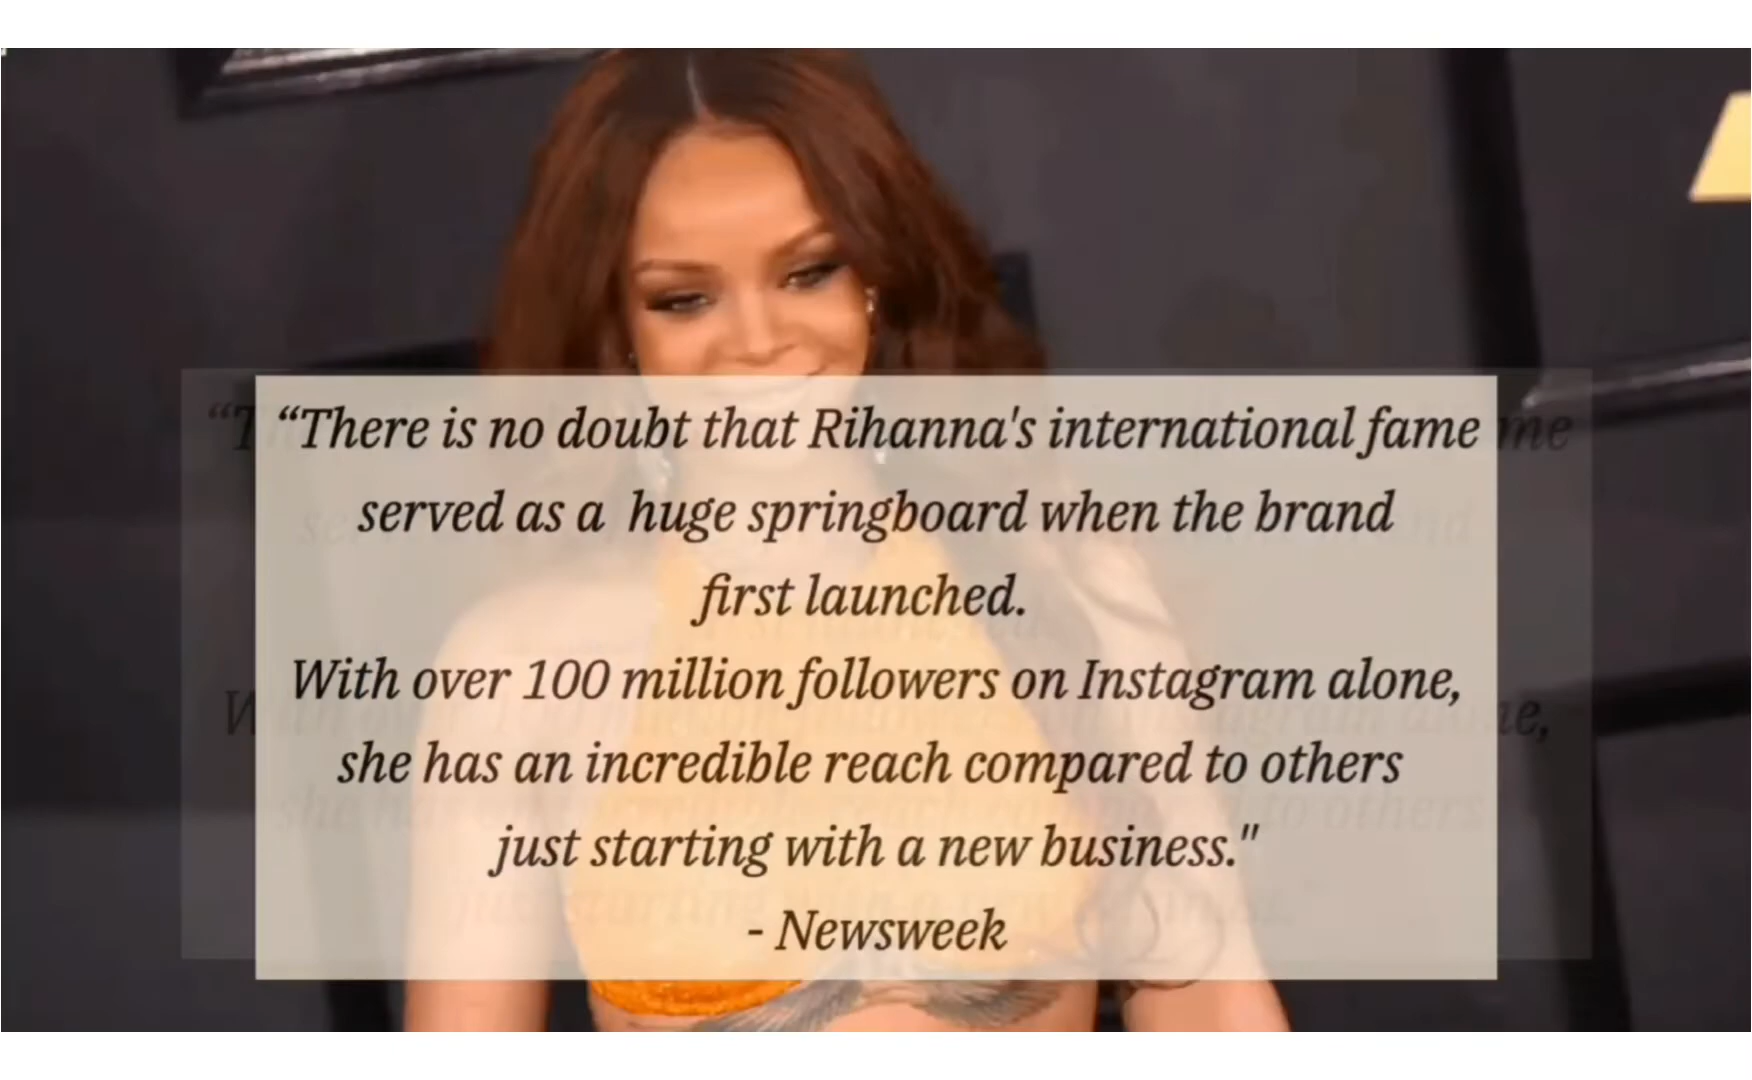 “There is no doubt that Rihanna's international fame
served as a huge springboard when the brand
first launched.
With over 100 million followers on Instagram alone,
she has an incredible reach compared to others
just starting with a new business."
- Newsweek